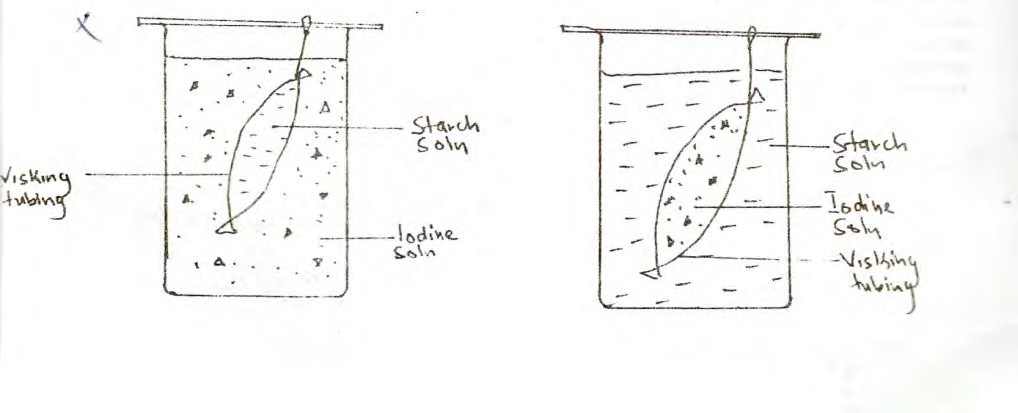 X
Starch
Soln
Visking
tubing
Iodine
Soln
Starch
Soln
Iodine
Soln
Visking
tubing